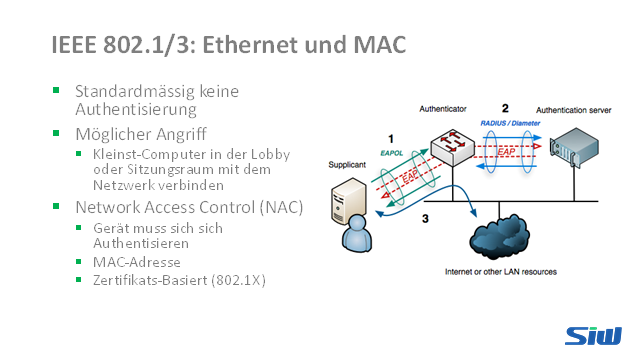 IEEE 802.1/3: Ethernet und MAC
Standardmässig keine
Authentisierung
Möglicher Angriff
Kleinst-Computer in der Lobby
oder Sitzungsraum mit dem
Netzwerk verbinden
Network Access Control (NAC)
Gerät muss sich sich
Authentisieren
MAC-Adresse
Zertifikats-Basiert (802.1X)
Authenticator
2
Authentication server
RADIUS / Diameter
1
EAPOL
EAP
EAP
Supplicant
3
Internet or other LAN resources
SIW